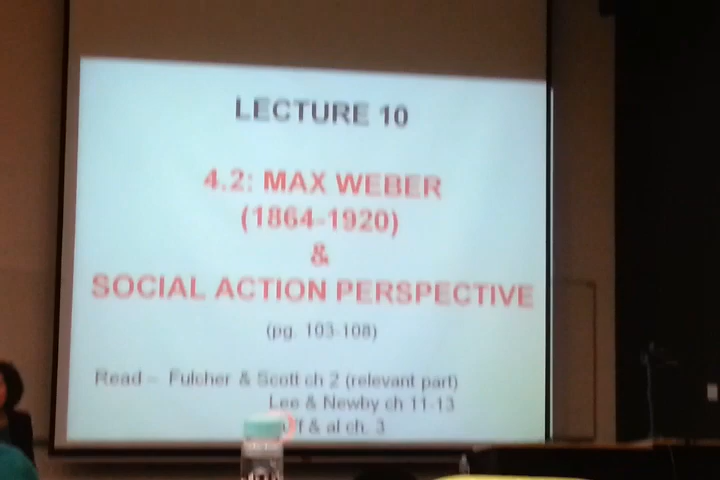 LECTURE 10
4.2: MAX WEBER
(1864-1920)
&
SOCIAL ACTION PERSPECTIVE
(pg. 103-108)
Read – Fulcher & Scott ch 2 (relevant part)
Lee & Newby ch 11-13
& al ch. 3